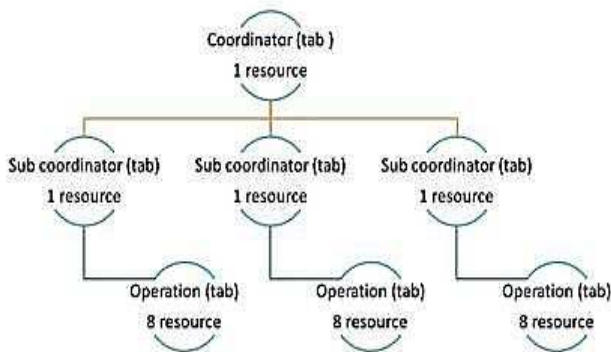 Coordinator (tab )
1 resource
Sub coordinator (tab)
1 resource
Sub coordinator (tab)
1 resource
Sub coordinator (tab)
1 resource
Operation (tab)
8 resource
Operation (tab)
8 resource
Operation (tab)
8 resource